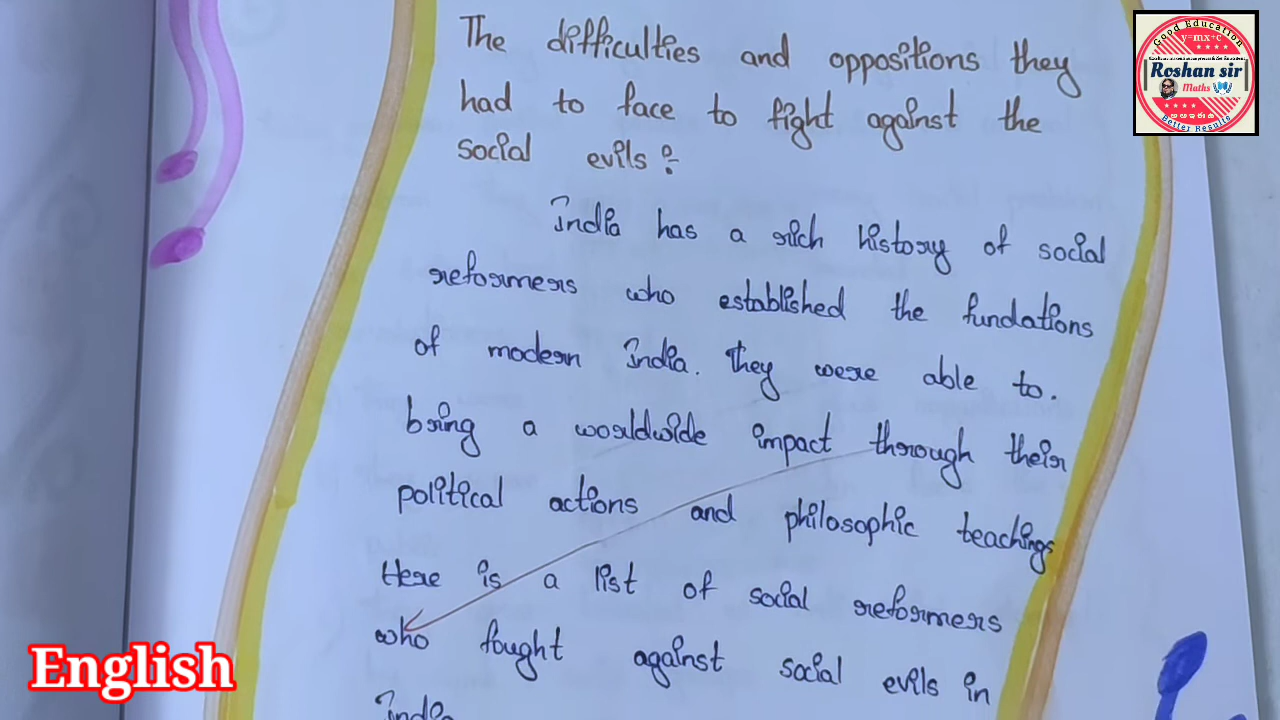 The difficulties and oppositions they
had to face to fight against the
social evils :-
India has a rich history of social
reformers who established the fundations
of modern India. They were able to.
bring a worldwide impact through their
political actions and philosophic teachings
Here is a list of social reformers
who fought against social evils in
India
English
Good Education
y=mx+c
Roshan sir
Maths
Better Results